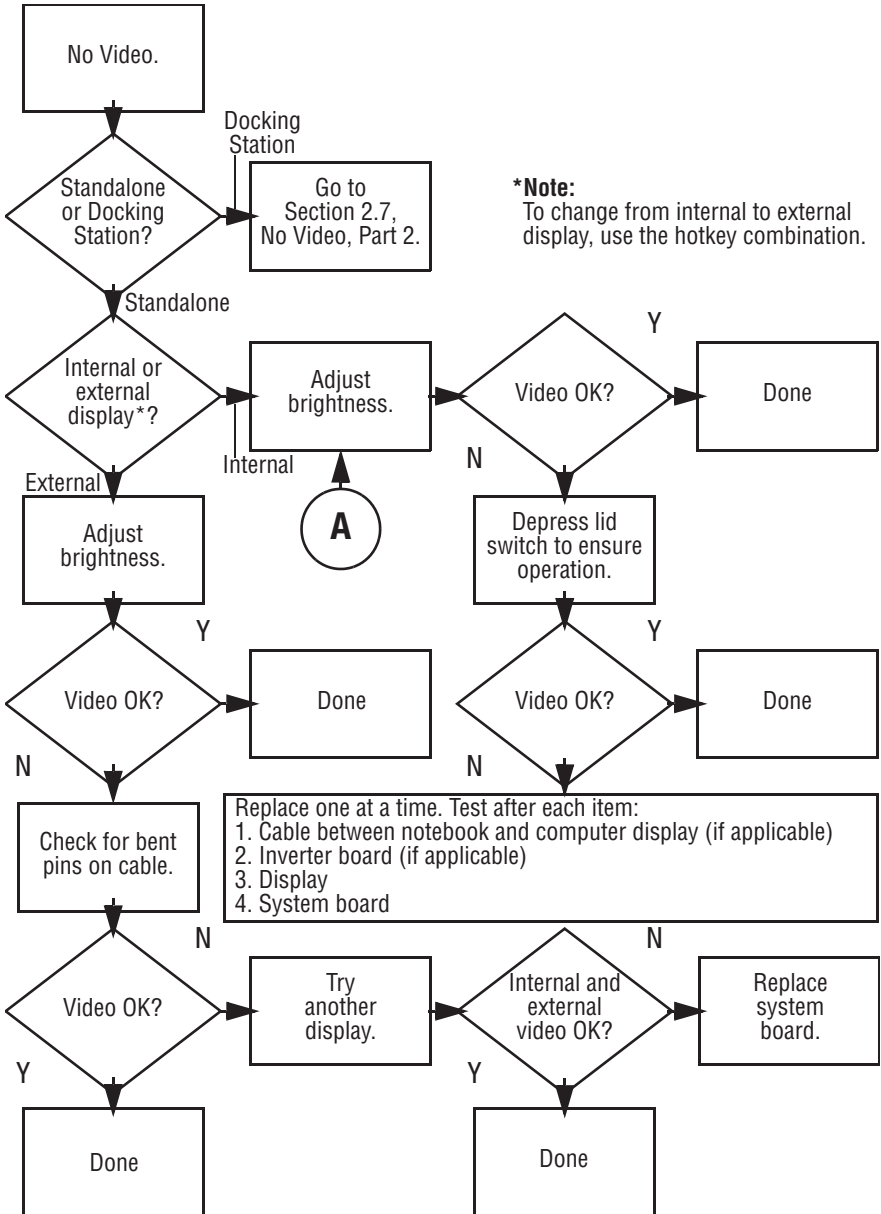 No Video.
Docking
Station
Standalone
or Docking
Station?
Go to
Section 2.7,
No Video, Part 2.
*Note:
To change from internal to external
display, use the hotkey combination.
Standalone
Internal or
external
display*?
Internal
Adjust
brightness.
A
Video OK?
Y
Done
N
External
Adjust
brightness.
Depress lid
switch to ensure
operation.
Video OK?
Y
Done
N
Video OK?
Y
Done
N
Check for bent
pins on cable.
Replace one at a time. Test after each item:
1. Cable between notebook and computer display (if applicable)
2. Inverter board (if applicable)
3. Display
4. System board
Video OK?
N
Try
another
display.
Internal and
external
video OK?
N
Replace
system
board.
Y
Done
Y
Done